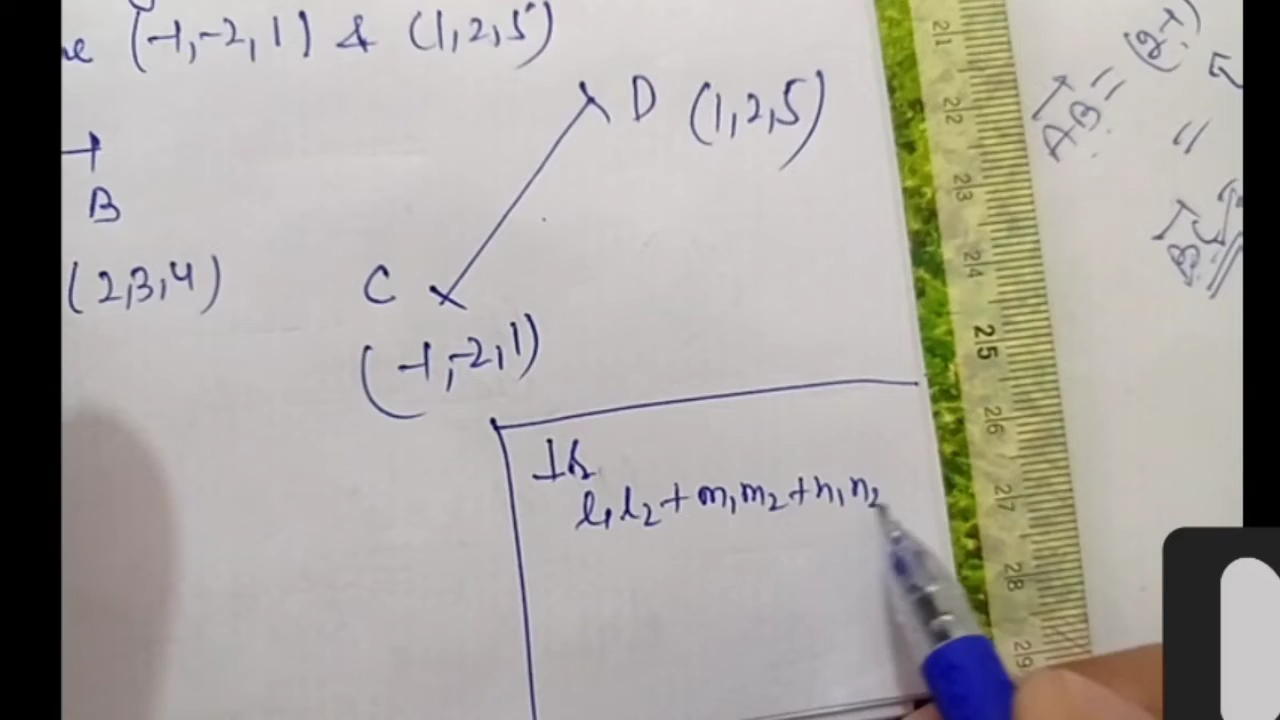 (-1,-2,1) & (1,2,5)
D (1,2,5)
B
(2,3,4)
C
(-1,-2,1)
⊥r
l₁l₂ + m₁m₂ + n₁n₂
21
22
23
24
25
26
27
28
29
AB =